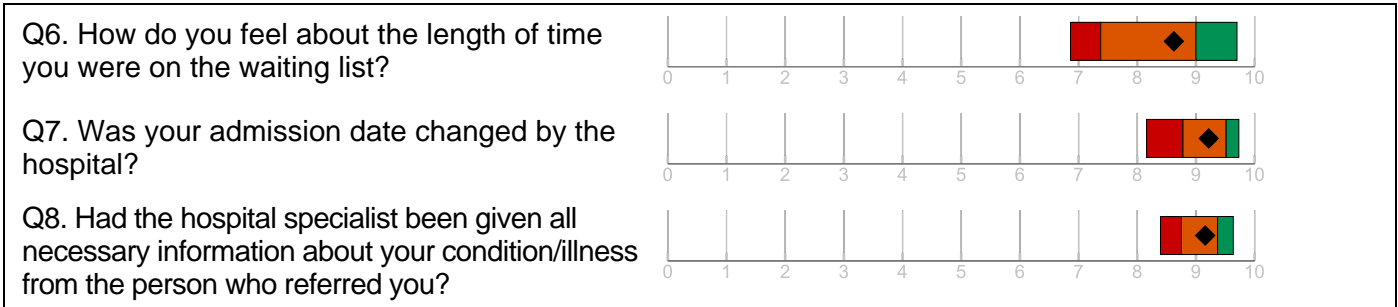 Q6. How do you feel about the length of time
you were on the waiting list?
0 1 2 3 4 5 6 7 8 9 10
Q7. Was your admission date changed by the
hospital?
0 1 2 3 4 5 6 7 8 9 10
Q8. Had the hospital specialist been given all
necessary information about your condition/illness
from the person who referred you?
0 1 2 3 4 5 6 7 8 9 10